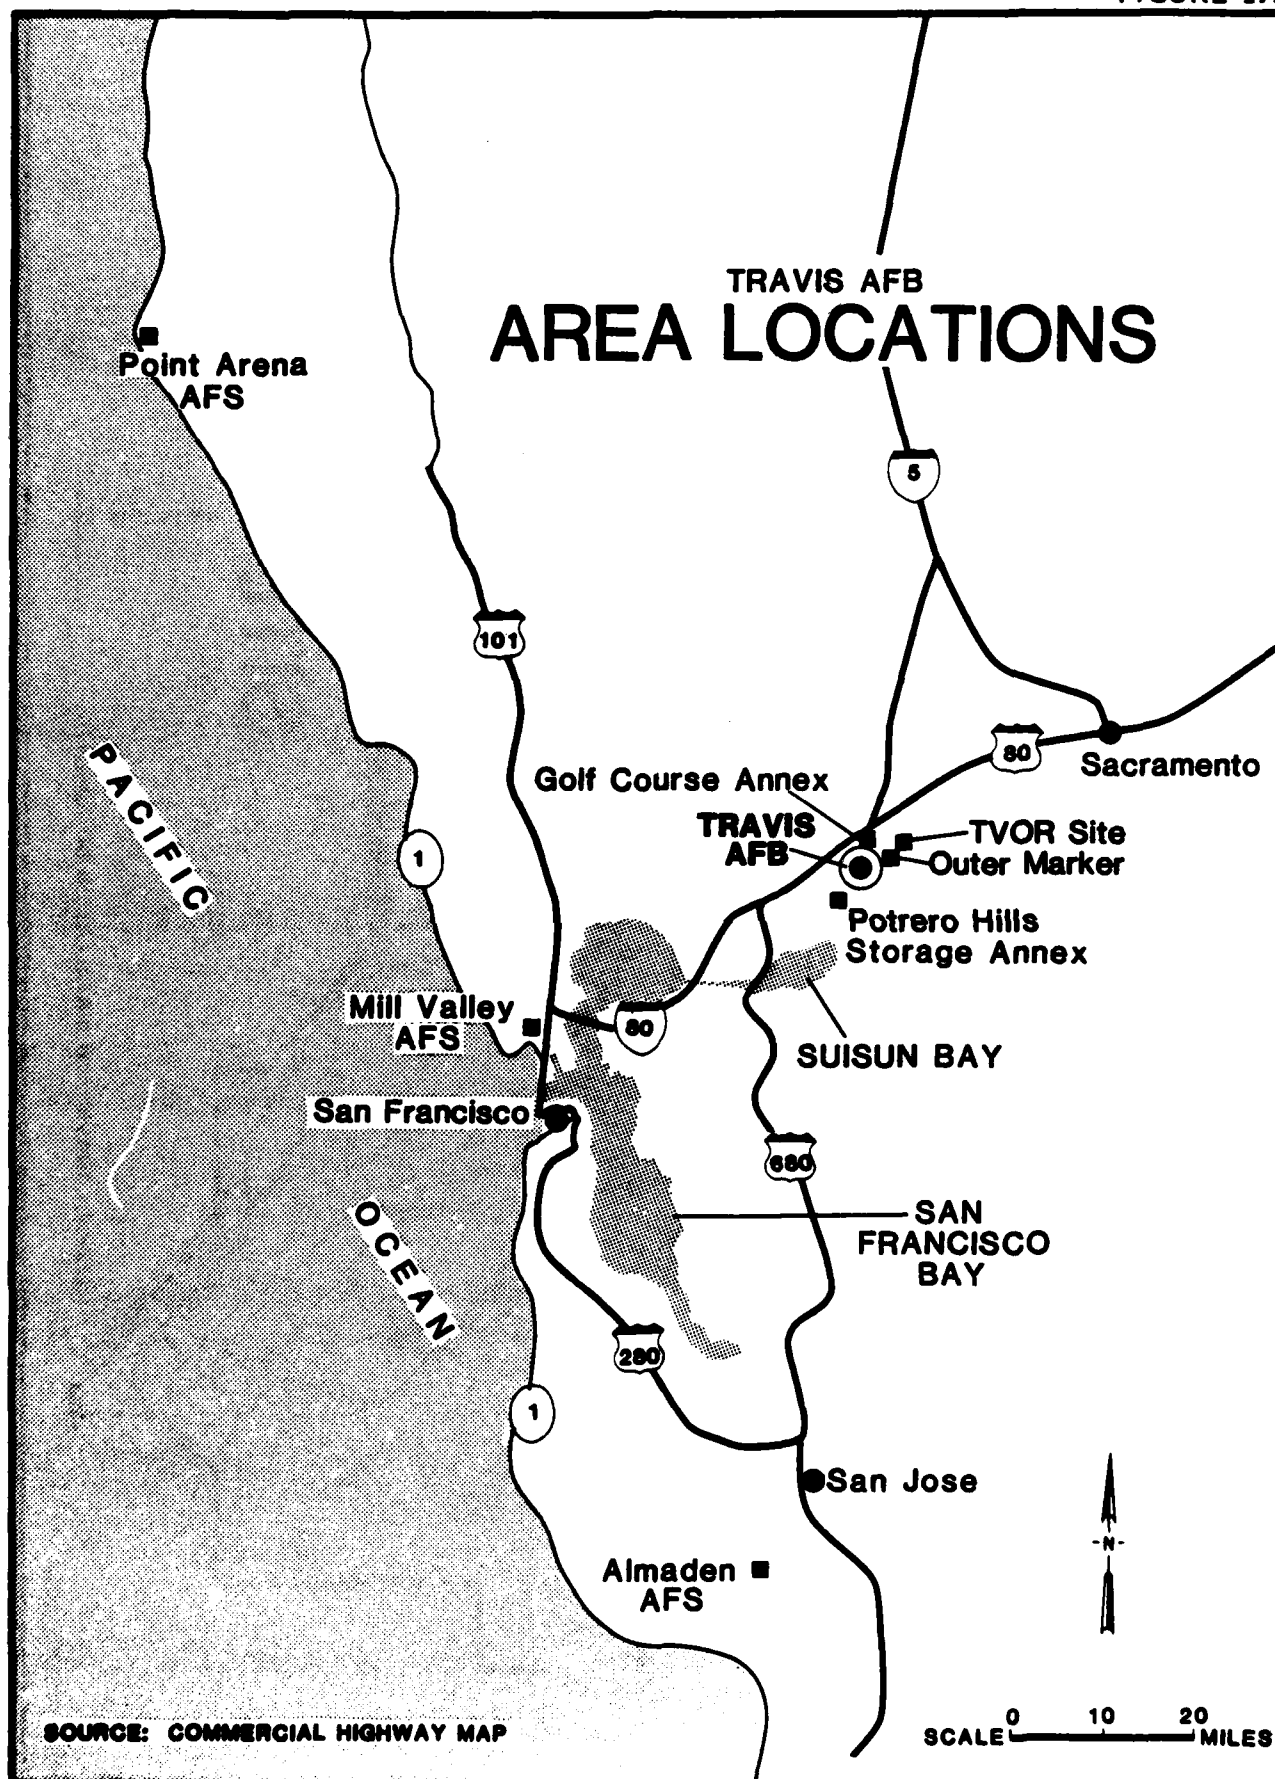 TRAVIS AFB
AREA LOCATIONS
Point Arena
AFS
5
101
80
Sacramento
Golf Course Annex
TRAVIS
AFB
TVOR Site
Outer Marker
PACIFIC
1
Potrero Hills
Storage Annex
Mill Valley
AFS
80
SUISUN BAY
San Francisco
680
OCEAN
SAN
FRANCISCO
BAY
280
1
San Jose
-N-
Almaden
AFS
SOURCE: COMMERCIAL HIGHWAY MAP
0 10 20
SCALE MILES